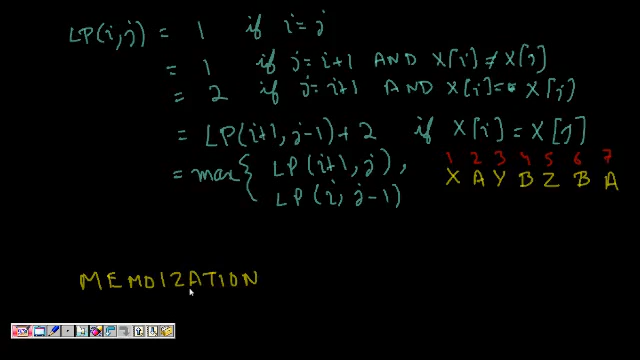 LP(i,j) = 1 if i=j
= 1 if j=i+1 AND X[i]≠X[j]
= 2 if j=i+1 AND X[i]==X[j]
= LP(i+1, j-1)+2 if X[i] = X[j]
= max{ LP(i+1, j),
LP(i, j-1)
1 2 3 4 5 6 7
X A Y B Z B A
MEMOIZATION